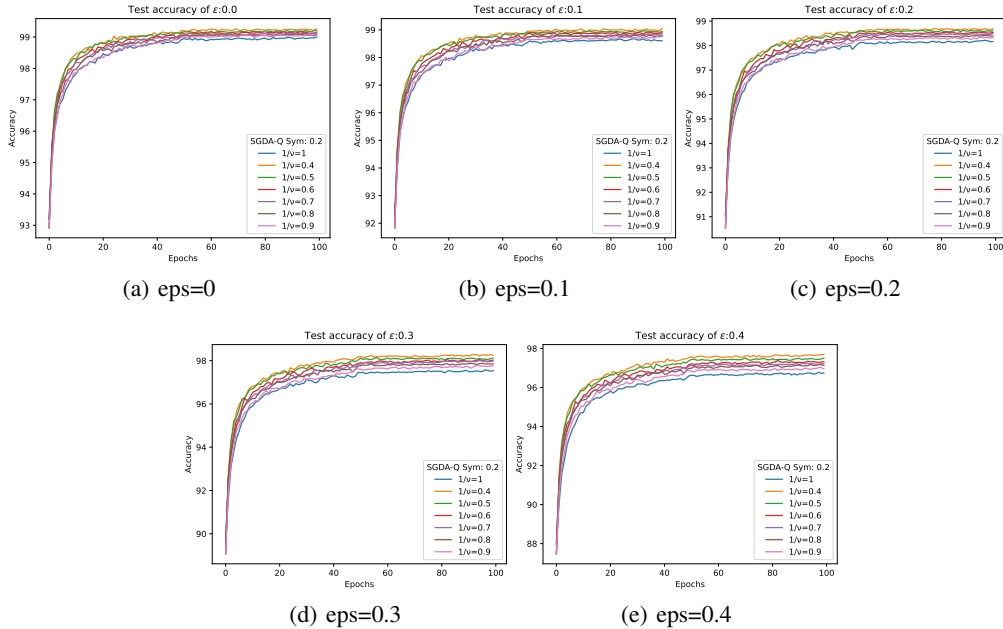 Test accuracy of ε:0.0
Accuracy
99
98
97
96
95
94
93
SGDA-Q Sym: 0.2
1/ν=1
1/ν=0.4
1/ν=0.5
1/ν=0.6
1/ν=0.7
1/ν=0.8
1/ν=0.9
0 20 40 60 80 100
Epochs
(a) eps=0
Test accuracy of ε:0.1
Accuracy
99
98
97
96
95
94
93
92
SGDA-Q Sym: 0.2
1/ν=1
1/ν=0.4
1/ν=0.5
1/ν=0.6
1/ν=0.7
1/ν=0.8
1/ν=0.9
0 20 40 60 80 100
Epochs
(b) eps=0.1
Test accuracy of ε:0.2
Accuracy
99
98
97
96
95
94
93
92
91
SGDA-Q Sym: 0.2
1/ν=1
1/ν=0.4
1/ν=0.5
1/ν=0.6
1/ν=0.7
1/ν=0.8
1/ν=0.9
0 20 40 60 80 100
Epochs
(c) eps=0.2
Test accuracy of ε:0.3
Accuracy
98
96
94
92
90
SGDA-Q Sym: 0.2
1/ν=1
1/ν=0.4
1/ν=0.5
1/ν=0.6
1/ν=0.7
1/ν=0.8
1/ν=0.9
0 20 40 60 80 100
Epochs
(d) eps=0.3
Test accuracy of ε:0.4
Accuracy
98
96
94
92
90
88
SGDA-Q Sym: 0.2
1/ν=1
1/ν=0.4
1/ν=0.5
1/ν=0.6
1/ν=0.7
1/ν=0.8
1/ν=0.9
0 20 40 60 80 100
Epochs
(e) eps=0.4